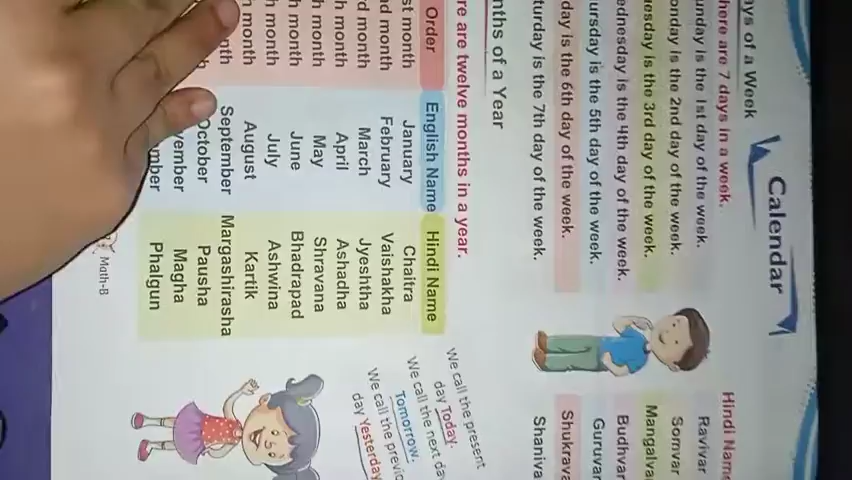 Calendar
ys of a Week
here are 7 days in a week.
Hindi Name
unday is the 1st day of the week.
Ravivar
onday is the 2nd day of the week.
Somvar
uesday is the 3rd day of the week.
Mangalva
ednesday is the 4th day of the week.
Budhvar
ursday is the 5th day of the week.
Guruvar
day is the 6th day of the week.
Shukrava
turday is the 7th day of the week.
Shaniva
nths of a Year
re are twelve months in a year.
Order English Name Hindi Name
st month January Chaitra
nd month February Vaishakha
rd month March Jyeshtha
h month April Ashadha
h month May Shravana
h month June Bhadrapad
h month July Ashwina
h month August Kartik
nth September Margashirasha
October Pausha
vember Magha
mber Phalgun
We call the present
day Today.
We call the next da
Tomorrow.
We call the previo
day Yesterday
Math-B